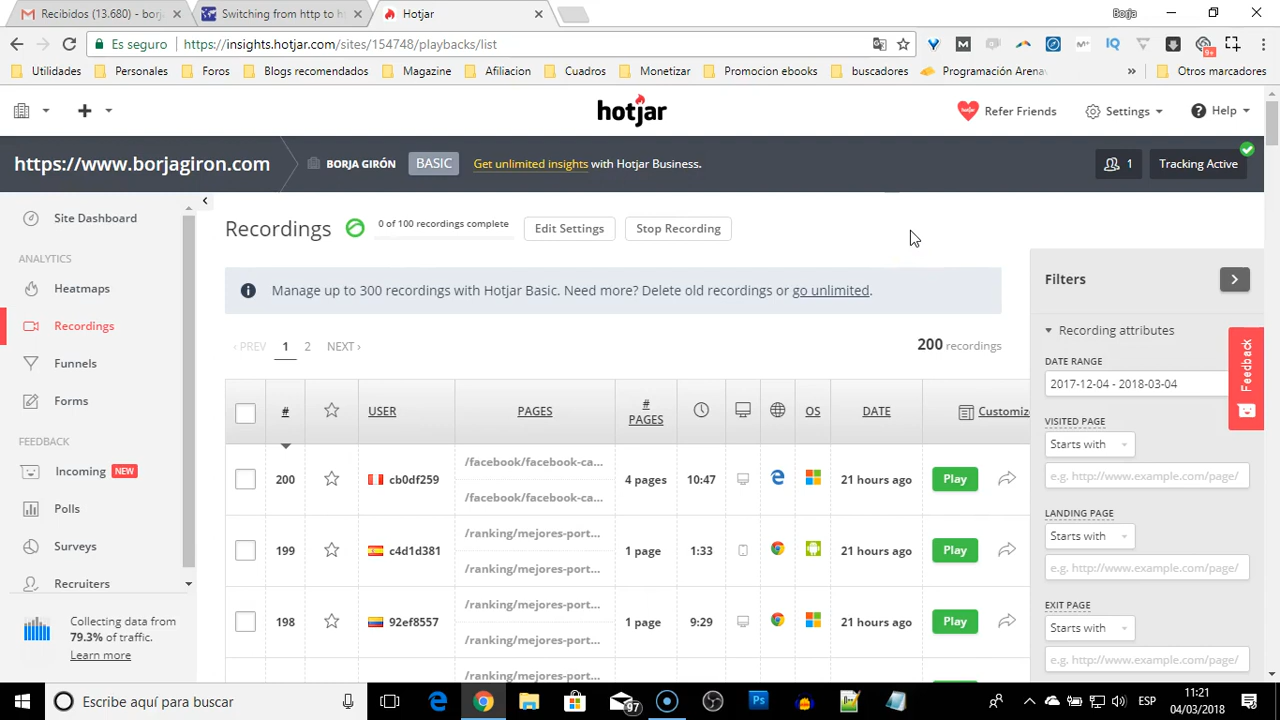 Recibidos (13.680) - borj
Switching from http to h
Hotjar
Borja
Es seguro
https://insights.hotjar.com/sites/154748/playbacks/list
Utilidades
Personales
Foros
Blogs recomendados
Magazine
Afiliacion
Cuadros
Monetizar
Promocion ebooks
buscadores
Programación Arena
Otros marcadores
hotjar
Refer Friends
Settings
Help
https://www.borjagiron.com
BORJA GIRÓN
BASIC
Get unlimited insights with Hotjar Business.
1
Tracking Active
Site Dashboard
ANALYTICS
Heatmaps
Recordings
Funnels
Forms
FEEDBACK
Incoming NEW
Polls
Surveys
Recruiters
Collecting data from
79.3% of traffic.
Learn more
Recordings
0 of 100 recordings complete
Edit Settings
Stop Recording
Manage up to 300 recordings with Hotjar Basic. Need more? Delete old recordings or go unlimited.
‹ PREV 1 2 NEXT ›
200 recordings
# USER PAGES # PAGES OS DATE Customize
200 cb0df259 /facebook/facebook-ca... 4 pages 10:47 21 hours ago Play
/facebook/facebook-ca...
199 c4d1d381 /ranking/mejores-port... 1 page 1:33 21 hours ago Play
/ranking/mejores-port...
198 92ef8557 /ranking/mejores-port... 1 page 9:29 21 hours ago Play
/ranking/mejores-port...
/ranking/mejores-port...
Filters
Recording attributes
DATE RANGE
2017-12-04 - 2018-03-04
VISITED PAGE
Starts with
e.g. http://www.example.com/page/
LANDING PAGE
Starts with
e.g. http://www.example.com/page/
EXIT PAGE
Starts with
e.g. http://www.example.com/page/
Feedback
Escribe aquí para buscar
97
ESP
11:21
04/03/2018